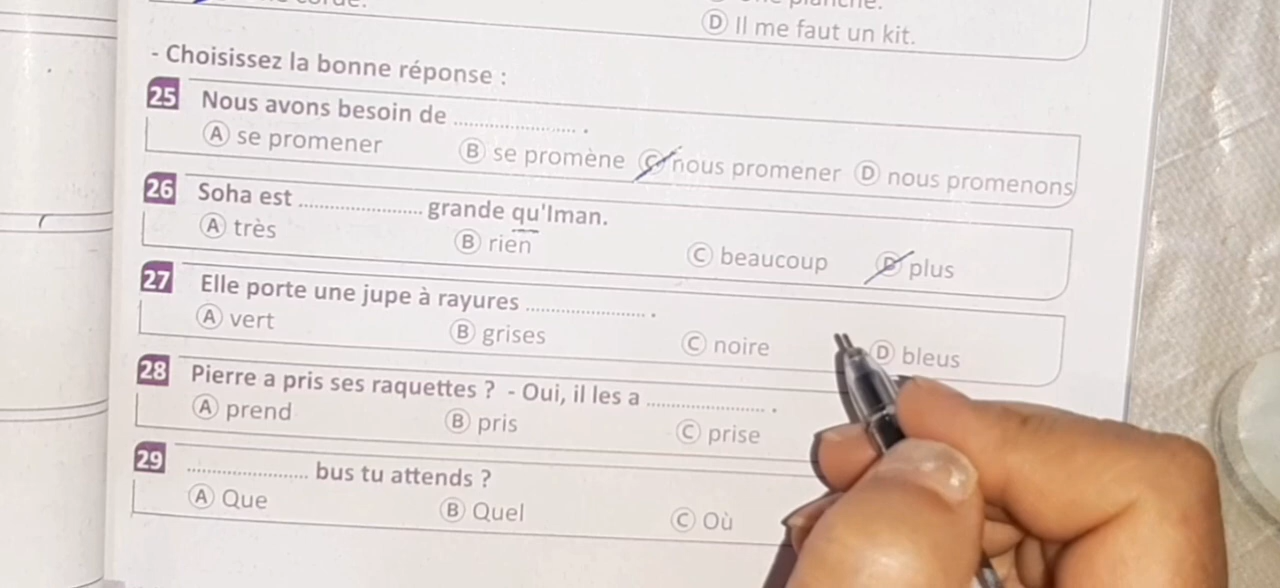 Ⓓ Il me faut un kit.
- Choisissez la bonne réponse :
25 Nous avons besoin de ........................ .
Ⓐ se promener Ⓑ se promène Ⓒ nous promener Ⓓ nous promenons
26 Soha est ........................ grande qu'Iman.
Ⓐ très Ⓑ rien Ⓒ beaucoup Ⓓ plus
27 Elle porte une jupe à rayures ........................ .
Ⓐ vert Ⓑ grises Ⓒ noire Ⓓ bleus
28 Pierre a pris ses raquettes ? - Oui, il les a ........................ .
Ⓐ prend Ⓑ pris Ⓒ prise
29 ........................ bus tu attends ?
Ⓐ Que Ⓑ Quel Ⓒ Où